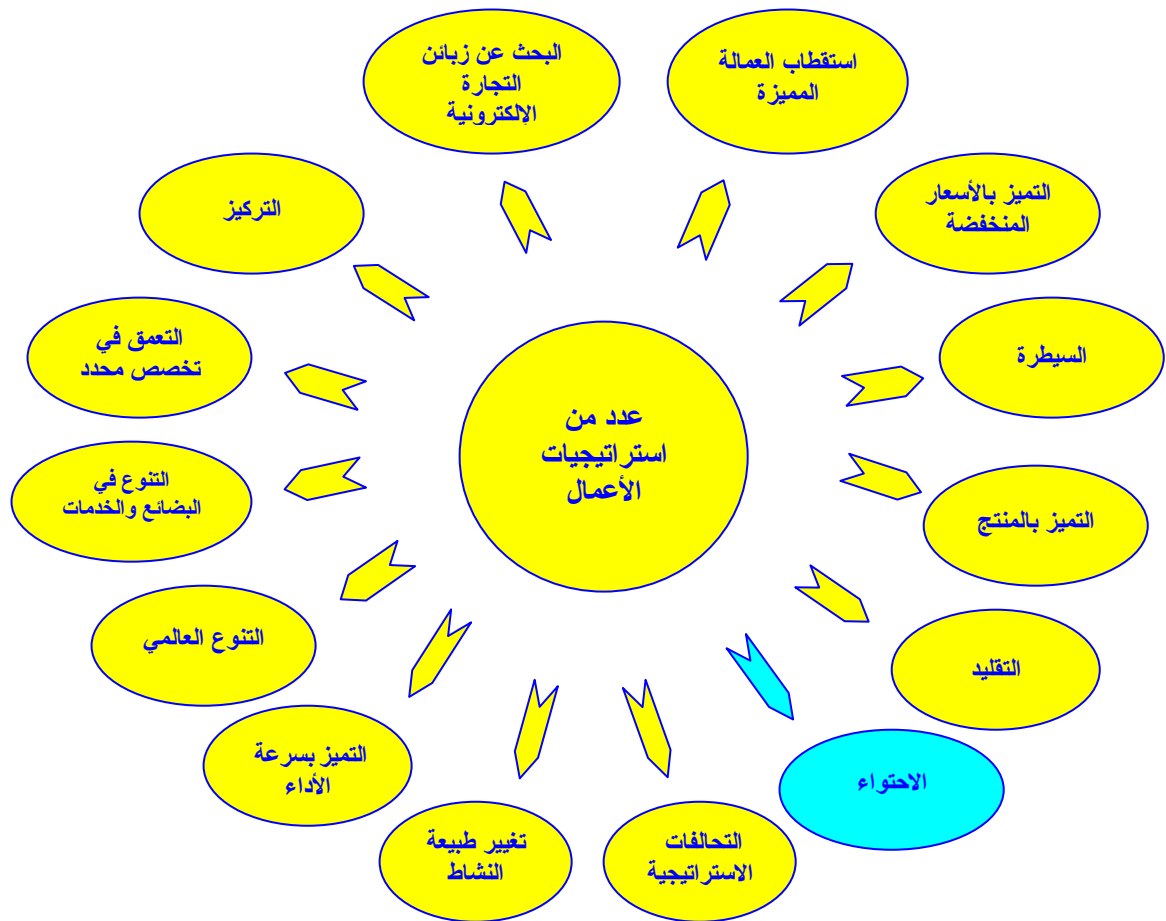 استقطاب العمالة
المميزة
التميز بالأسعار
المنخفضة
السيطرة
التميز بالمنتج
التقليد
الاحتواء
التحالفات
الاستراتيجية
تغيير طبيعة
النشاط
التميز بسرعة
الأداء
التنوع العالمي
التنوع في
البضائع والخدمات
التعمق في
تخصص محدد
التركيز
البحث عن زبائن
التجارة
الإلكترونية
عدد من
استراتيجيات
الأعمال